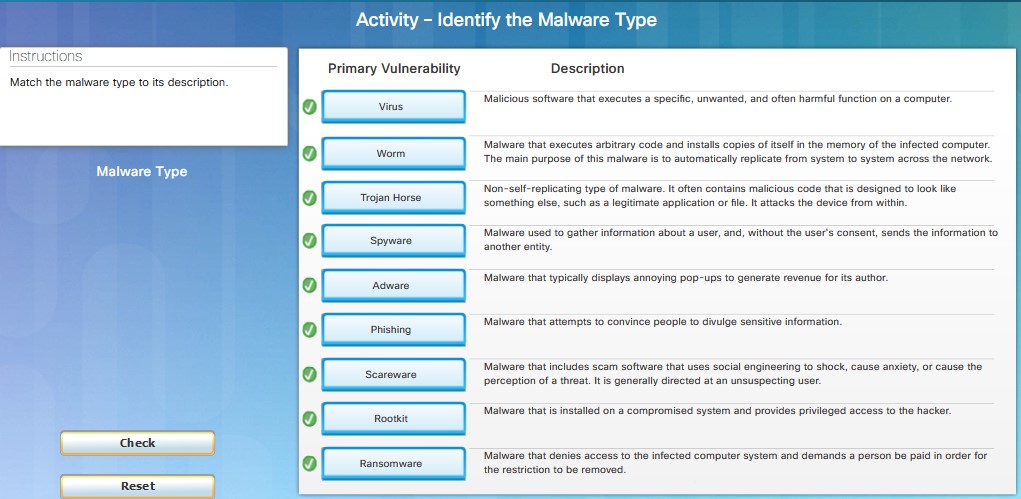 Activity – Identify the Malware Type
Instructions
Match the malware type to its description.
Malware Type
Check
Reset
Primary Vulnerability
Description
Virus
Malicious software that executes a specific, unwanted, and often harmful function on a computer.
Worm
Malware that executes arbitrary code and installs copies of itself in the memory of the infected computer.
The main purpose of this malware is to automatically replicate from system to system across the network.
Trojan Horse
Non-self-replicating type of malware. It often contains malicious code that is designed to look like
something else, such as a legitimate application or file. It attacks the device from within.
Spyware
Malware used to gather information about a user, and, without the user's consent, sends the information to
another entity.
Adware
Malware that typically displays annoying pop-ups to generate revenue for its author.
Phishing
Malware that attempts to convince people to divulge sensitive information.
Scareware
Malware that includes scam software that uses social engineering to shock, cause anxiety, or cause the
perception of a threat. It is generally directed at an unsuspecting user.
Rootkit
Malware that is installed on a compromised system and provides privileged access to the hacker.
Ransomware
Malware that denies access to the infected computer system and demands a person be paid in order for
the restriction to be removed.